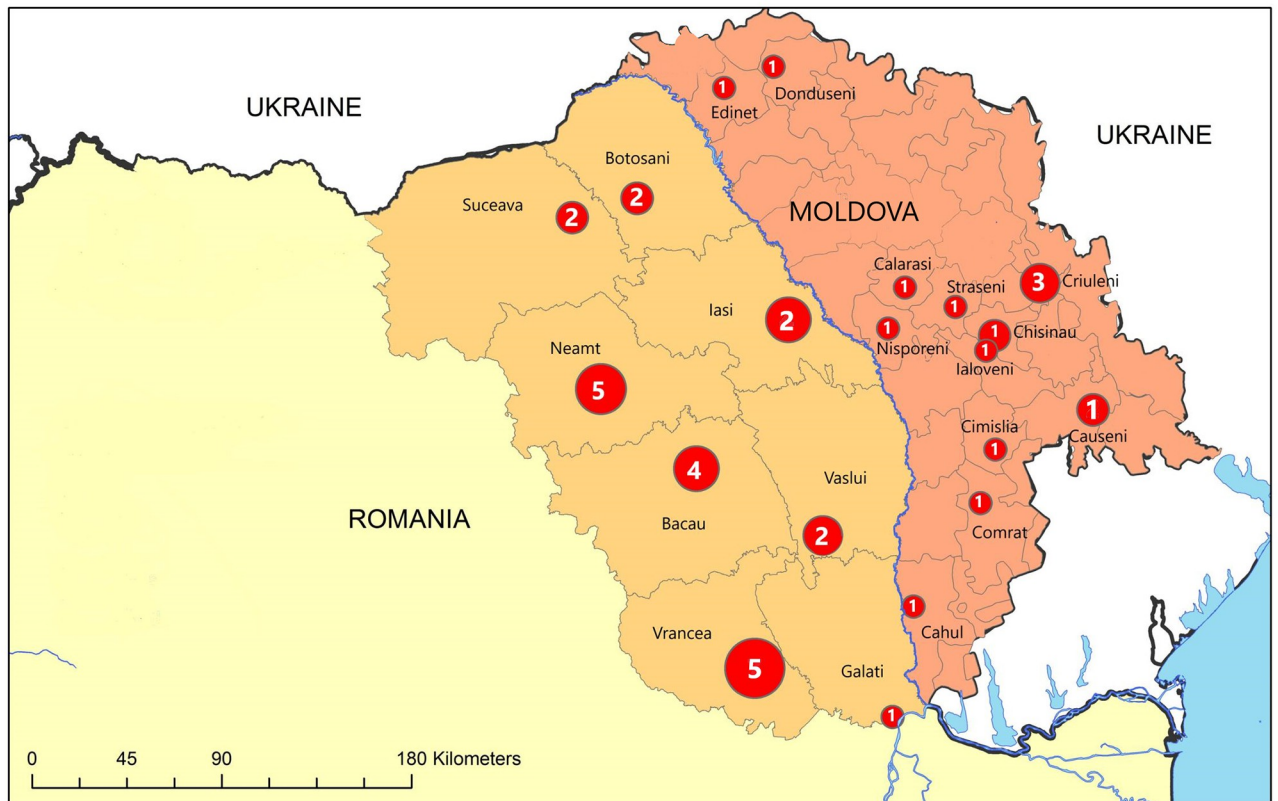 UKRAINE
1
1
Edinet
Donduseni
UKRAINE
Botosani
2
Suceava
2
MOLDOVA
Calarasi
1
Straseni
1
3
Criuleni
Iasi
2
1
Nisporeni
1
Chisinau
1
Ialoveni
Neamt
5
1
Causeni
Cimislia
1
4
Bacau
Vaslui
2
1
Comrat
ROMANIA
1
Cahul
Vrancea
5
Galati
1
0 45 90 180 Kilometers